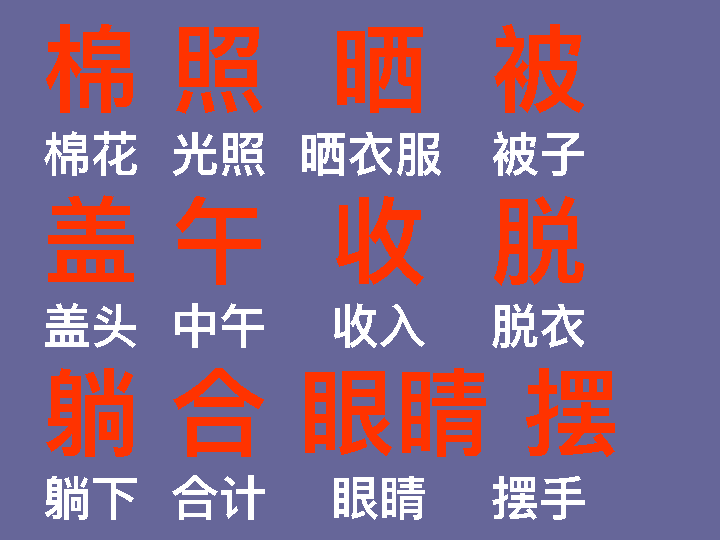 棉 照 晒 被
棉花 光照 晒衣服 被子
盖 午 收 脱
盖头 中午 收入 脱衣
躺 合 眼睛 摆
躺下 合计 眼睛 摆手